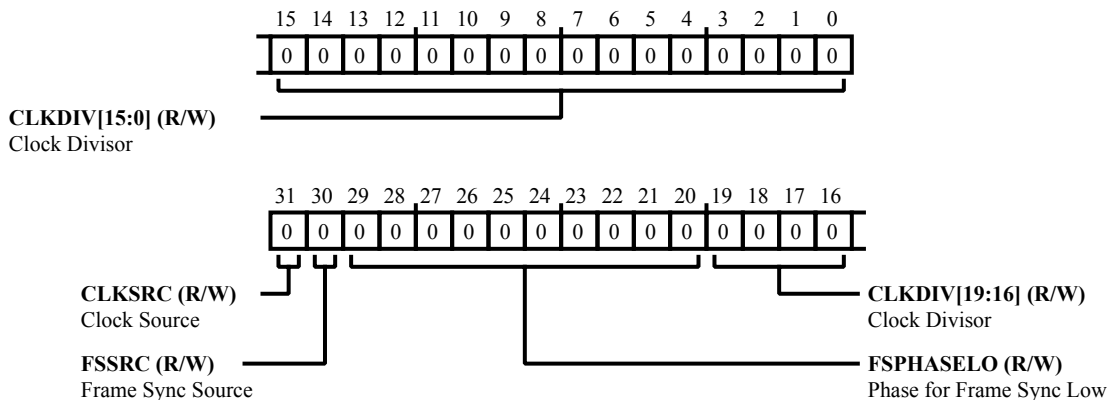 15 14 13 12 11 10 9 8 7 6 5 4 3 2 1 0
0 0 0 0 0 0 0 0 0 0 0 0 0 0 0 0
CLKDIV[15:0] (R/W)
Clock Divisor
31 30 29 28 27 26 25 24 23 22 21 20 19 18 17 16
0 0 0 0 0 0 0 0 0 0 0 0 0 0 0 0
CLKSRC (R/W)
Clock Source
CLKDIV[19:16] (R/W)
Clock Divisor
FSSRC (R/W)
Frame Sync Source
FSPHASELO (R/W)
Phase for Frame Sync Low